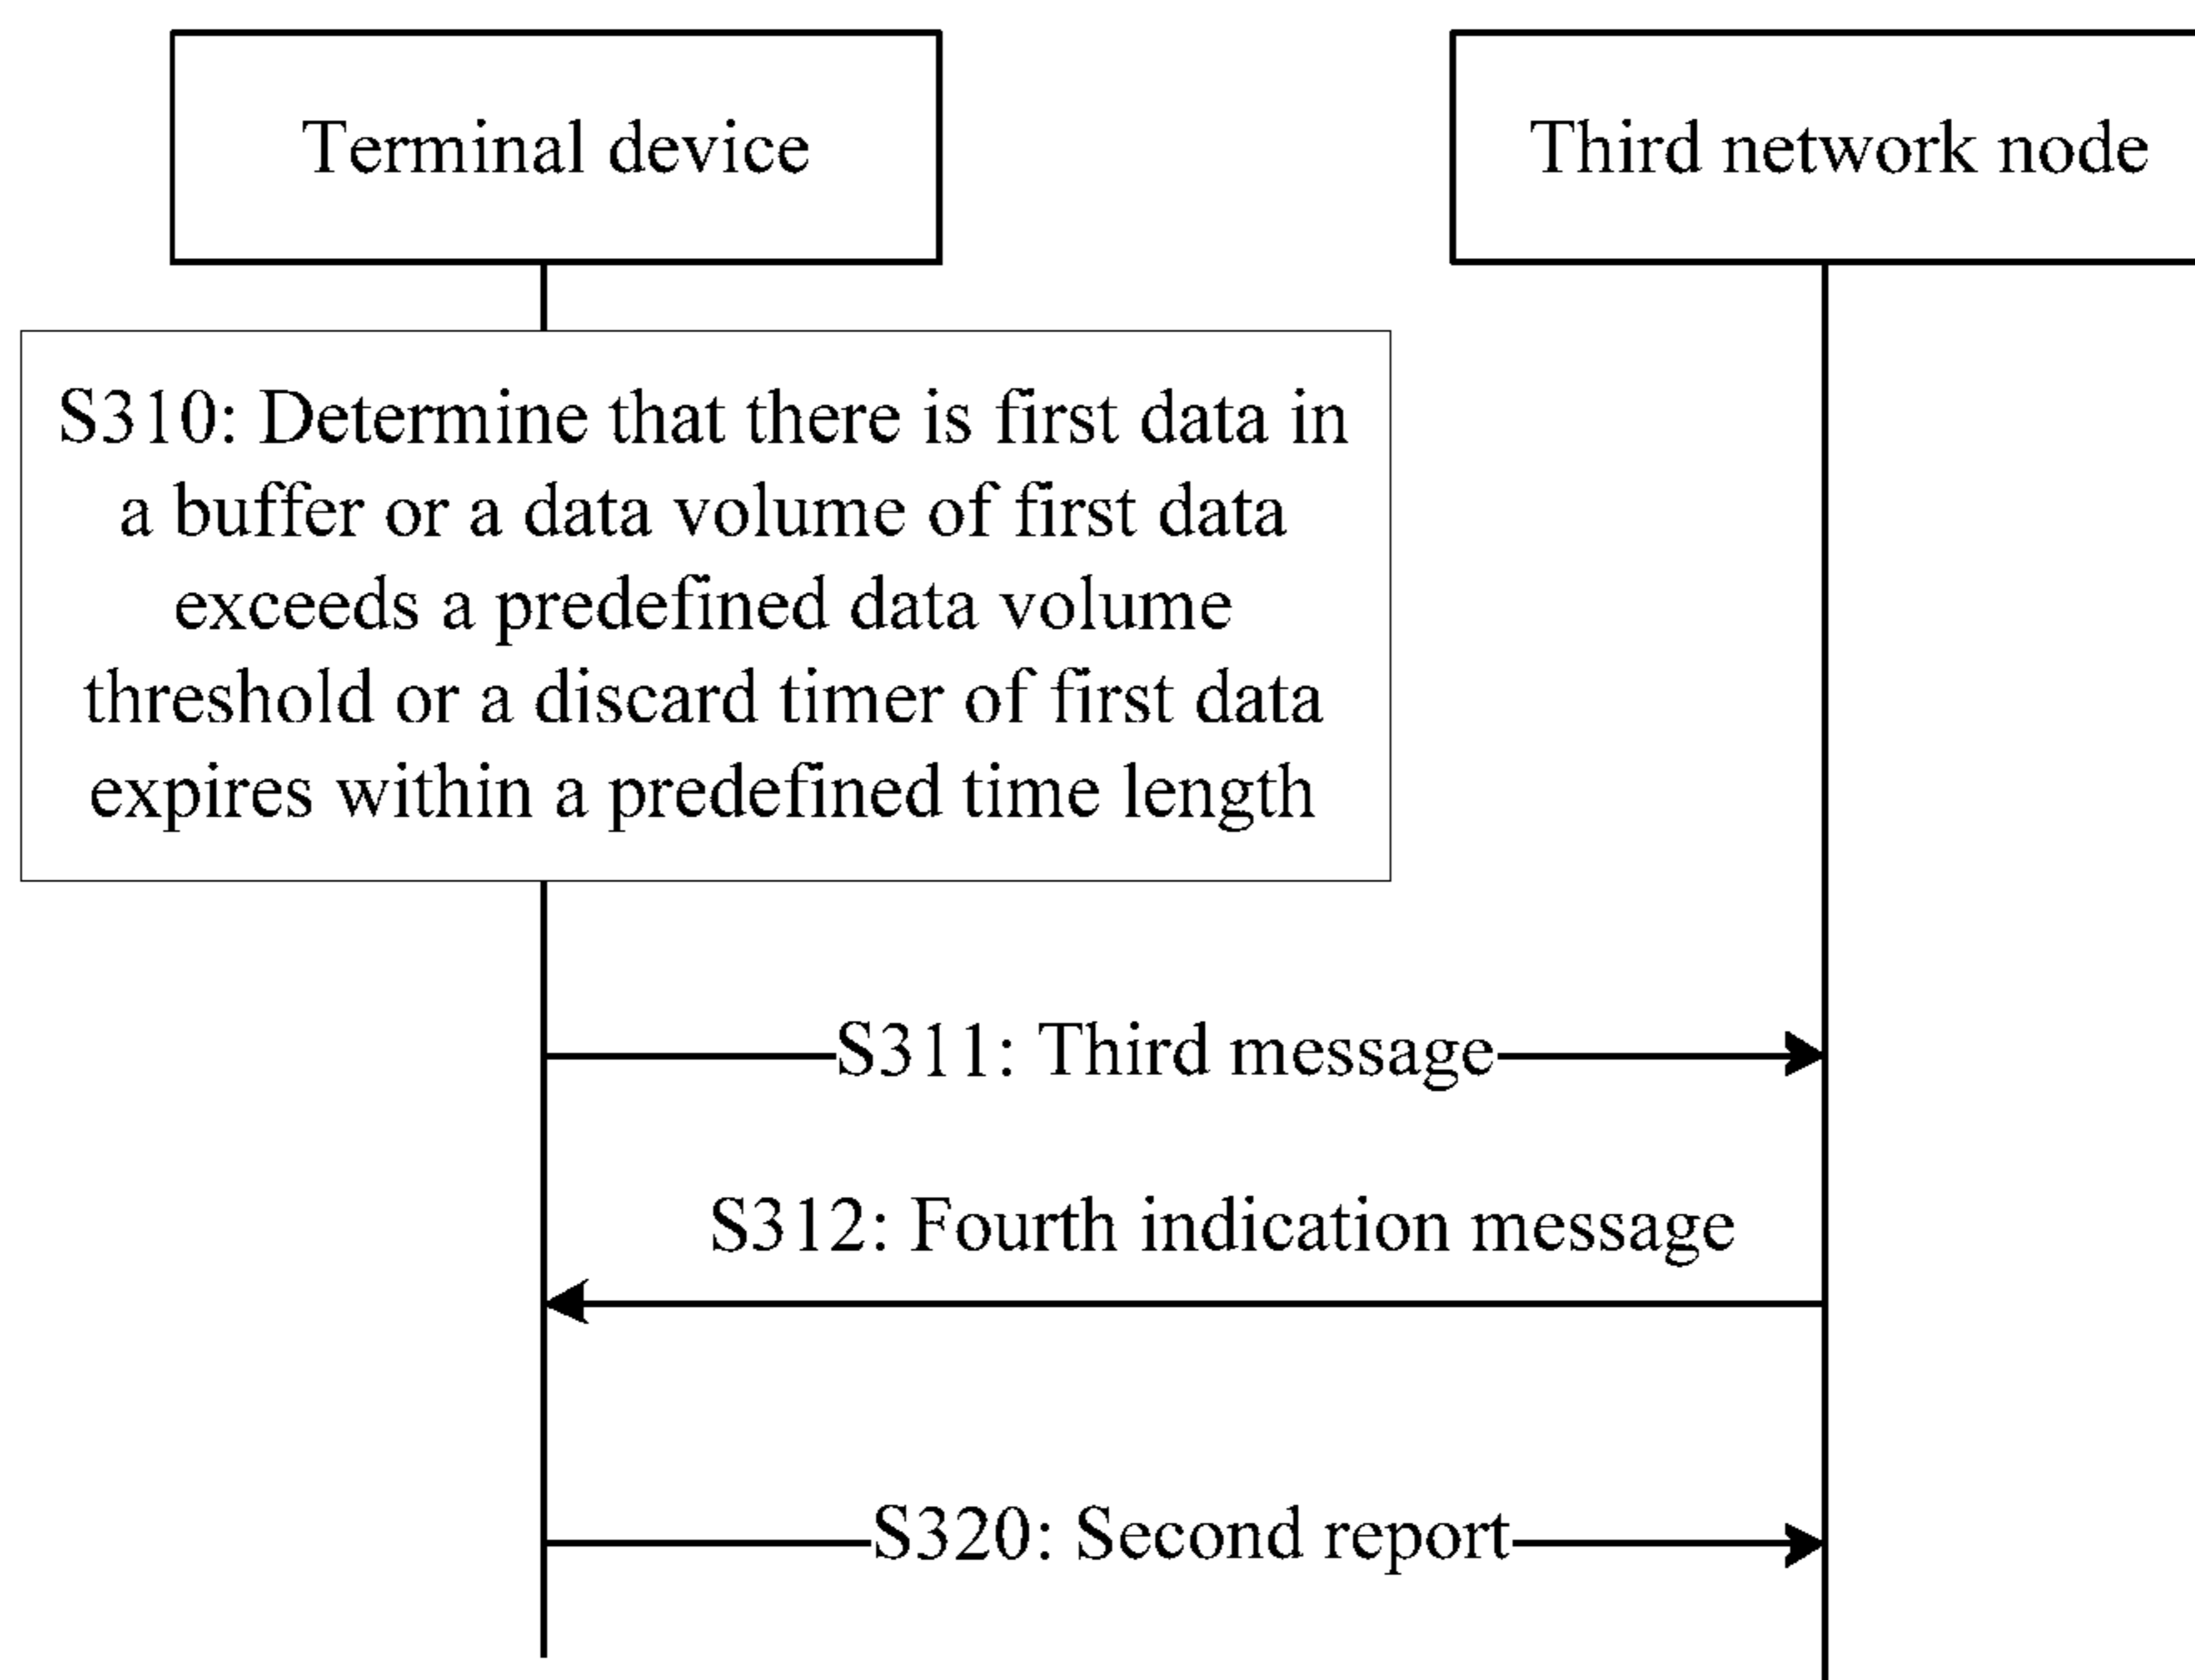 Terminal device
Third network node
S310: Determine that there is first data in
a buffer or a data volume of first data
exceeds a predefined data volume
threshold or a discard timer of first data
expires within a predefined time length
S311: Third message
S312: Fourth indication message
S320: Second report